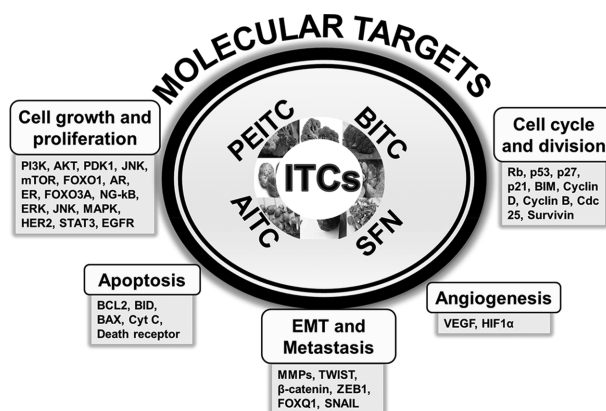 MOLECULAR TARGETS
Cell growth and
proliferation
PI3K, AKT, PDK1, JNK,
mTOR, FOXO1, AR,
ER, FOXO3A, NG-kB,
ERK, JNK, MAPK,
HER2, STAT3, EGFR
PEITC
BITC
ITCs
AITC
SFN
Cell cycle
and division
Rb, p53, p27,
p21, BIM, Cyclin
D, Cyclin B, Cdc
25, Survivin
Apoptosis
BCL2, BID,
BAX, Cyt C,
Death receptor
EMT and
Metastasis
MMPs, TWIST,
β-catenin, ZEB1,
FOXQ1, SNAIL
Angiogenesis
VEGF, HIF1α